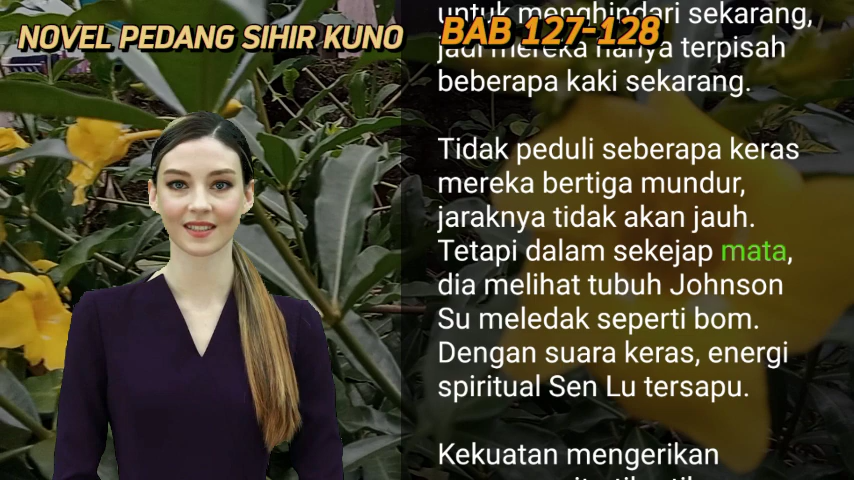 NOVEL PEDANG SIHIR KUNO
BAB 127-128
untuk menghindari sekarang,
jadi mereka hanya terpisah
beberapa kaki sekarang.
Tidak peduli seberapa keras
mereka bertiga mundur,
jaraknya tidak akan jauh.
Tetapi dalam sekejap mata,
dia melihat tubuh Johnson
Su meledak seperti bom.
Dengan suara keras, energi
spiritual Sen Lu tersapu.
Kekuatan mengerikan